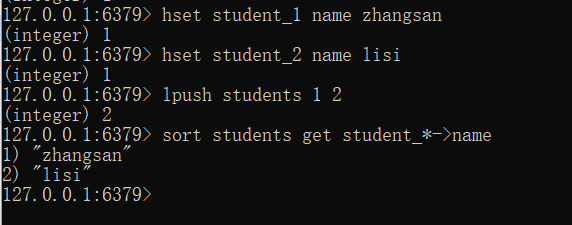 127.0.0.1:6379> hset student_1 name zhangsan
(integer) 1
127.0.0.1:6379> hset student_2 name lisi
(integer) 1
127.0.0.1:6379> lpush students 1 2
(integer) 2
127.0.0.1:6379> sort students get student_*->name
1) "zhangsan"
2) "lisi"
127.0.0.1:6379>